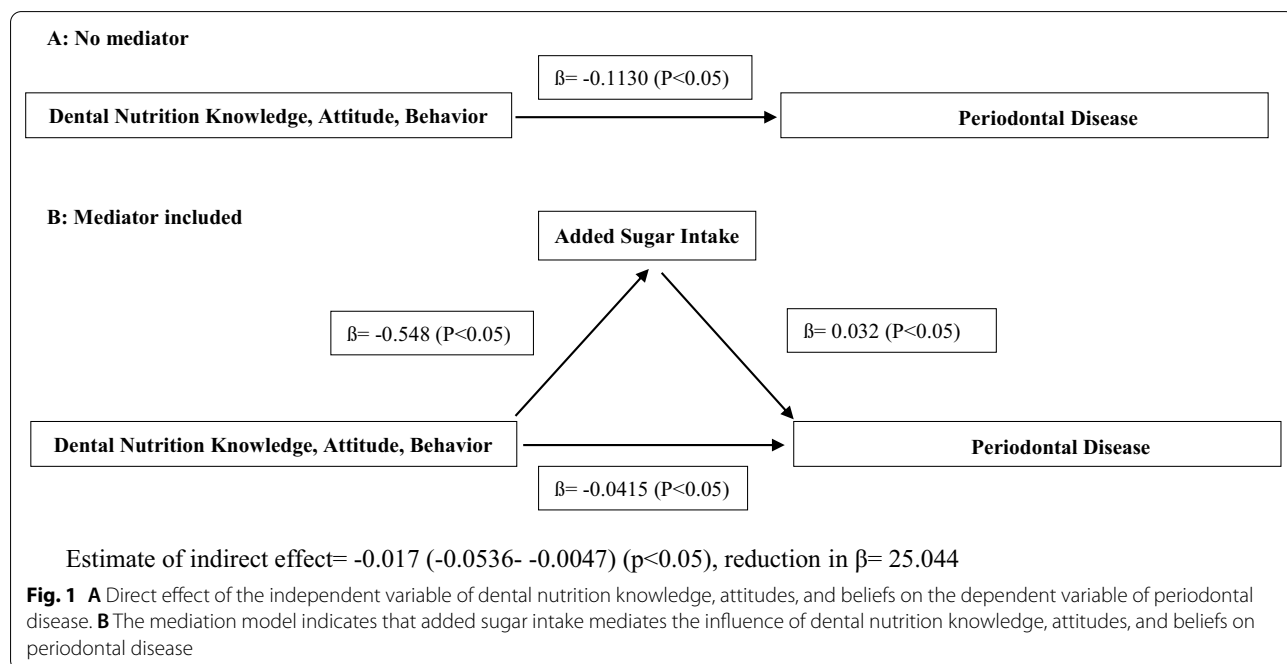 A: No mediator
ß= -0.1130 (P<0.05)
Dental Nutrition Knowledge, Attitude, Behavior
Periodontal Disease
B: Mediator included
Added Sugar Intake
ß= -0.548 (P<0.05)
ß= 0.032 (P<0.05)
Dental Nutrition Knowledge, Attitude, Behavior
Periodontal Disease
ß= -0.0415 (P<0.05)
Estimate of indirect effect= -0.017 (-0.0536- -0.0047) (p<0.05), reduction in β= 25.044
Fig. 1 A Direct effect of the independent variable of dental nutrition knowledge, attitudes, and beliefs on the dependent variable of periodontal
disease. B The mediation model indicates that added sugar intake mediates the influence of dental nutrition knowledge, attitudes, and beliefs on
periodontal disease